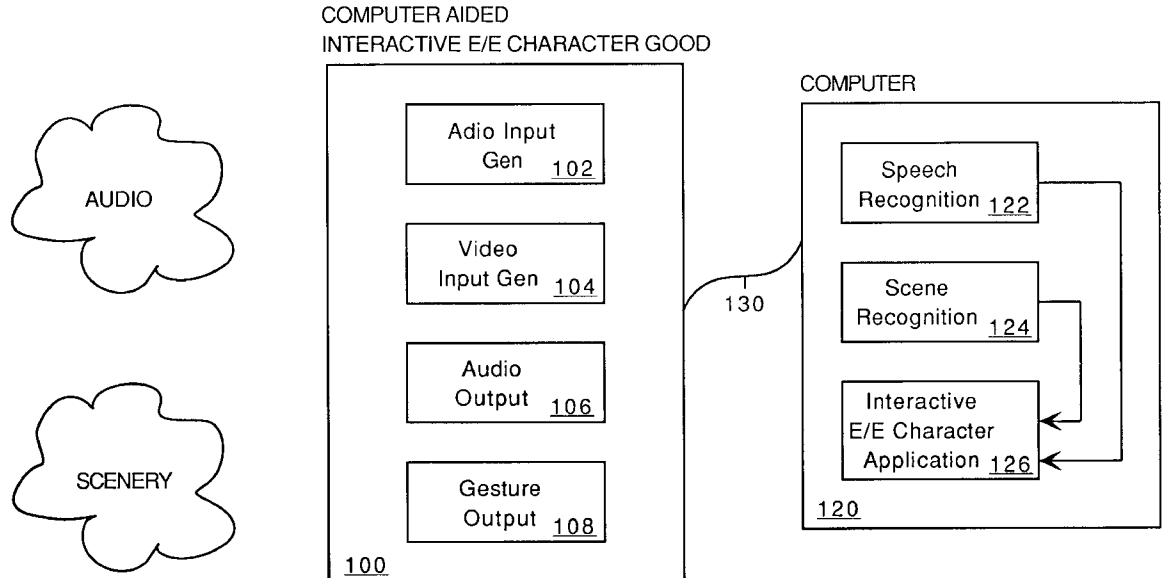 COMPUTER AIDED
INTERACTIVE E/E CHARACTER GOOD
AUDIO
SCENERY
Adio Input
Gen 102
Video
Input Gen 104
Audio
Output 106
Gesture
Output 108
100
130
COMPUTER
Speech
Recognition 122
Scene
Recognition 124
Interactive
E/E Character
Application 126
120